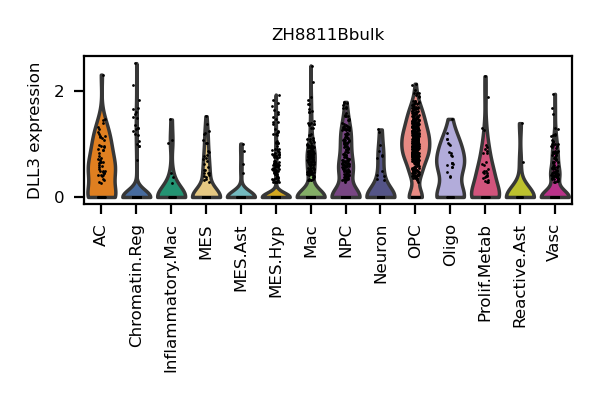 ZH8811Bbulk
DLL3 expression
2
0
AC
Chromatin.Reg
Inflammatory.Mac
MES
MES.Ast
MES.Hyp
Mac
NPC
Neuron
OPC
Oligo
Prolif.Metab
Reactive.Ast
Vasc